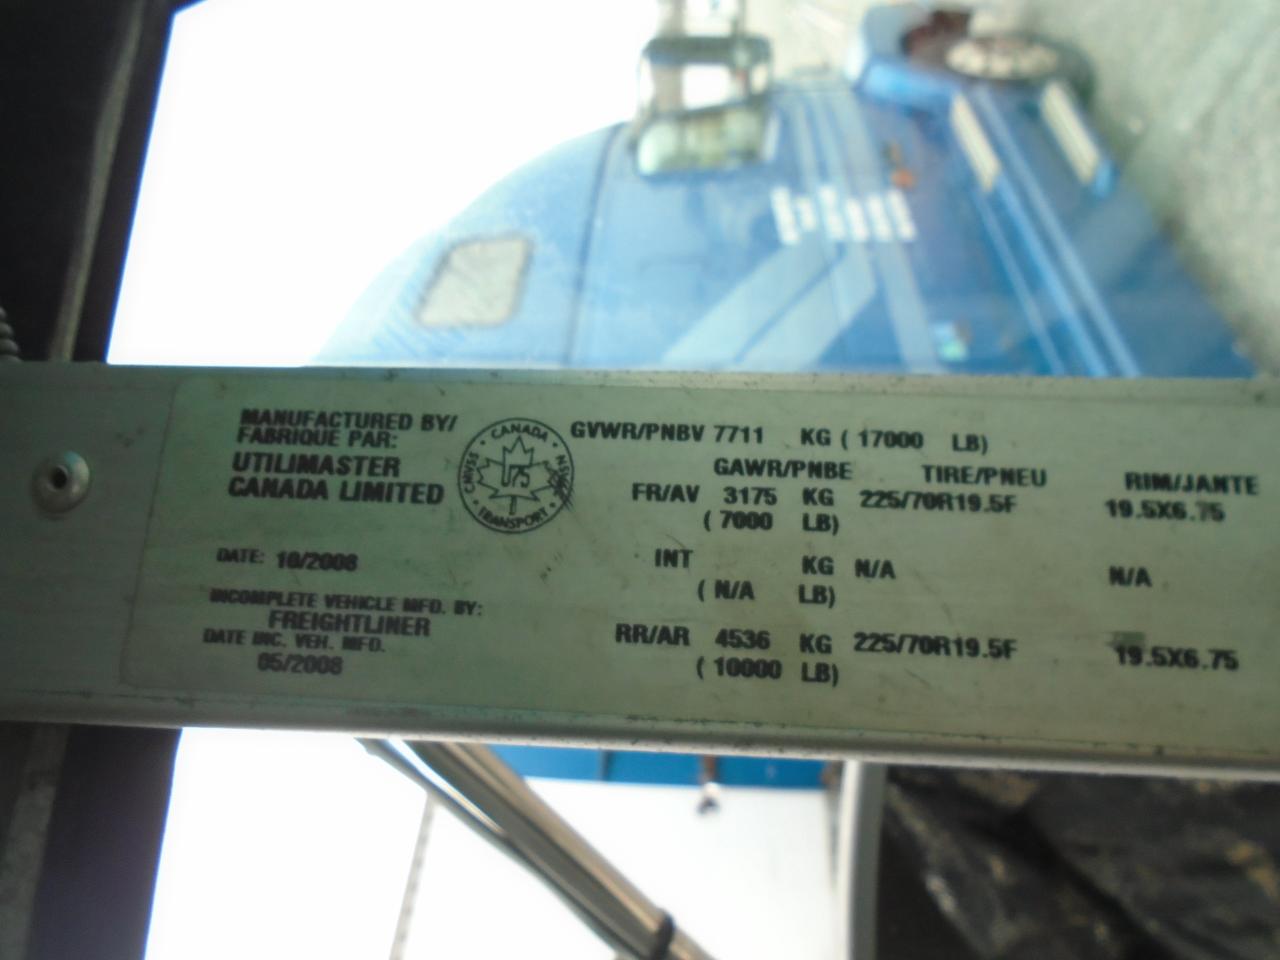 MANUFACTURED BY/
FABRIQUE PAR:
UTILIMASTER
CANADA LIMITED
CANADA
TRANSPORT
GVWR/PNBV 7711 KG ( 17000 LB)
GAWR/PNBE TIRE/PNEU RIM/JANTE
FR/AV 3175 KG 225/70R19.5F 19.5X6.75
( 7000 LB)
INT KG N/A N/A
( N/A LB)
RR/AR 4536 KG 225/70R19.5F 19.5X6.75
( 10000 LB)
DATE: 10/2008
INCOMPLETE VEHICLE MFD. BY:
FREIGHTLINER
DATE INC. VEH. MFD.
05/2008